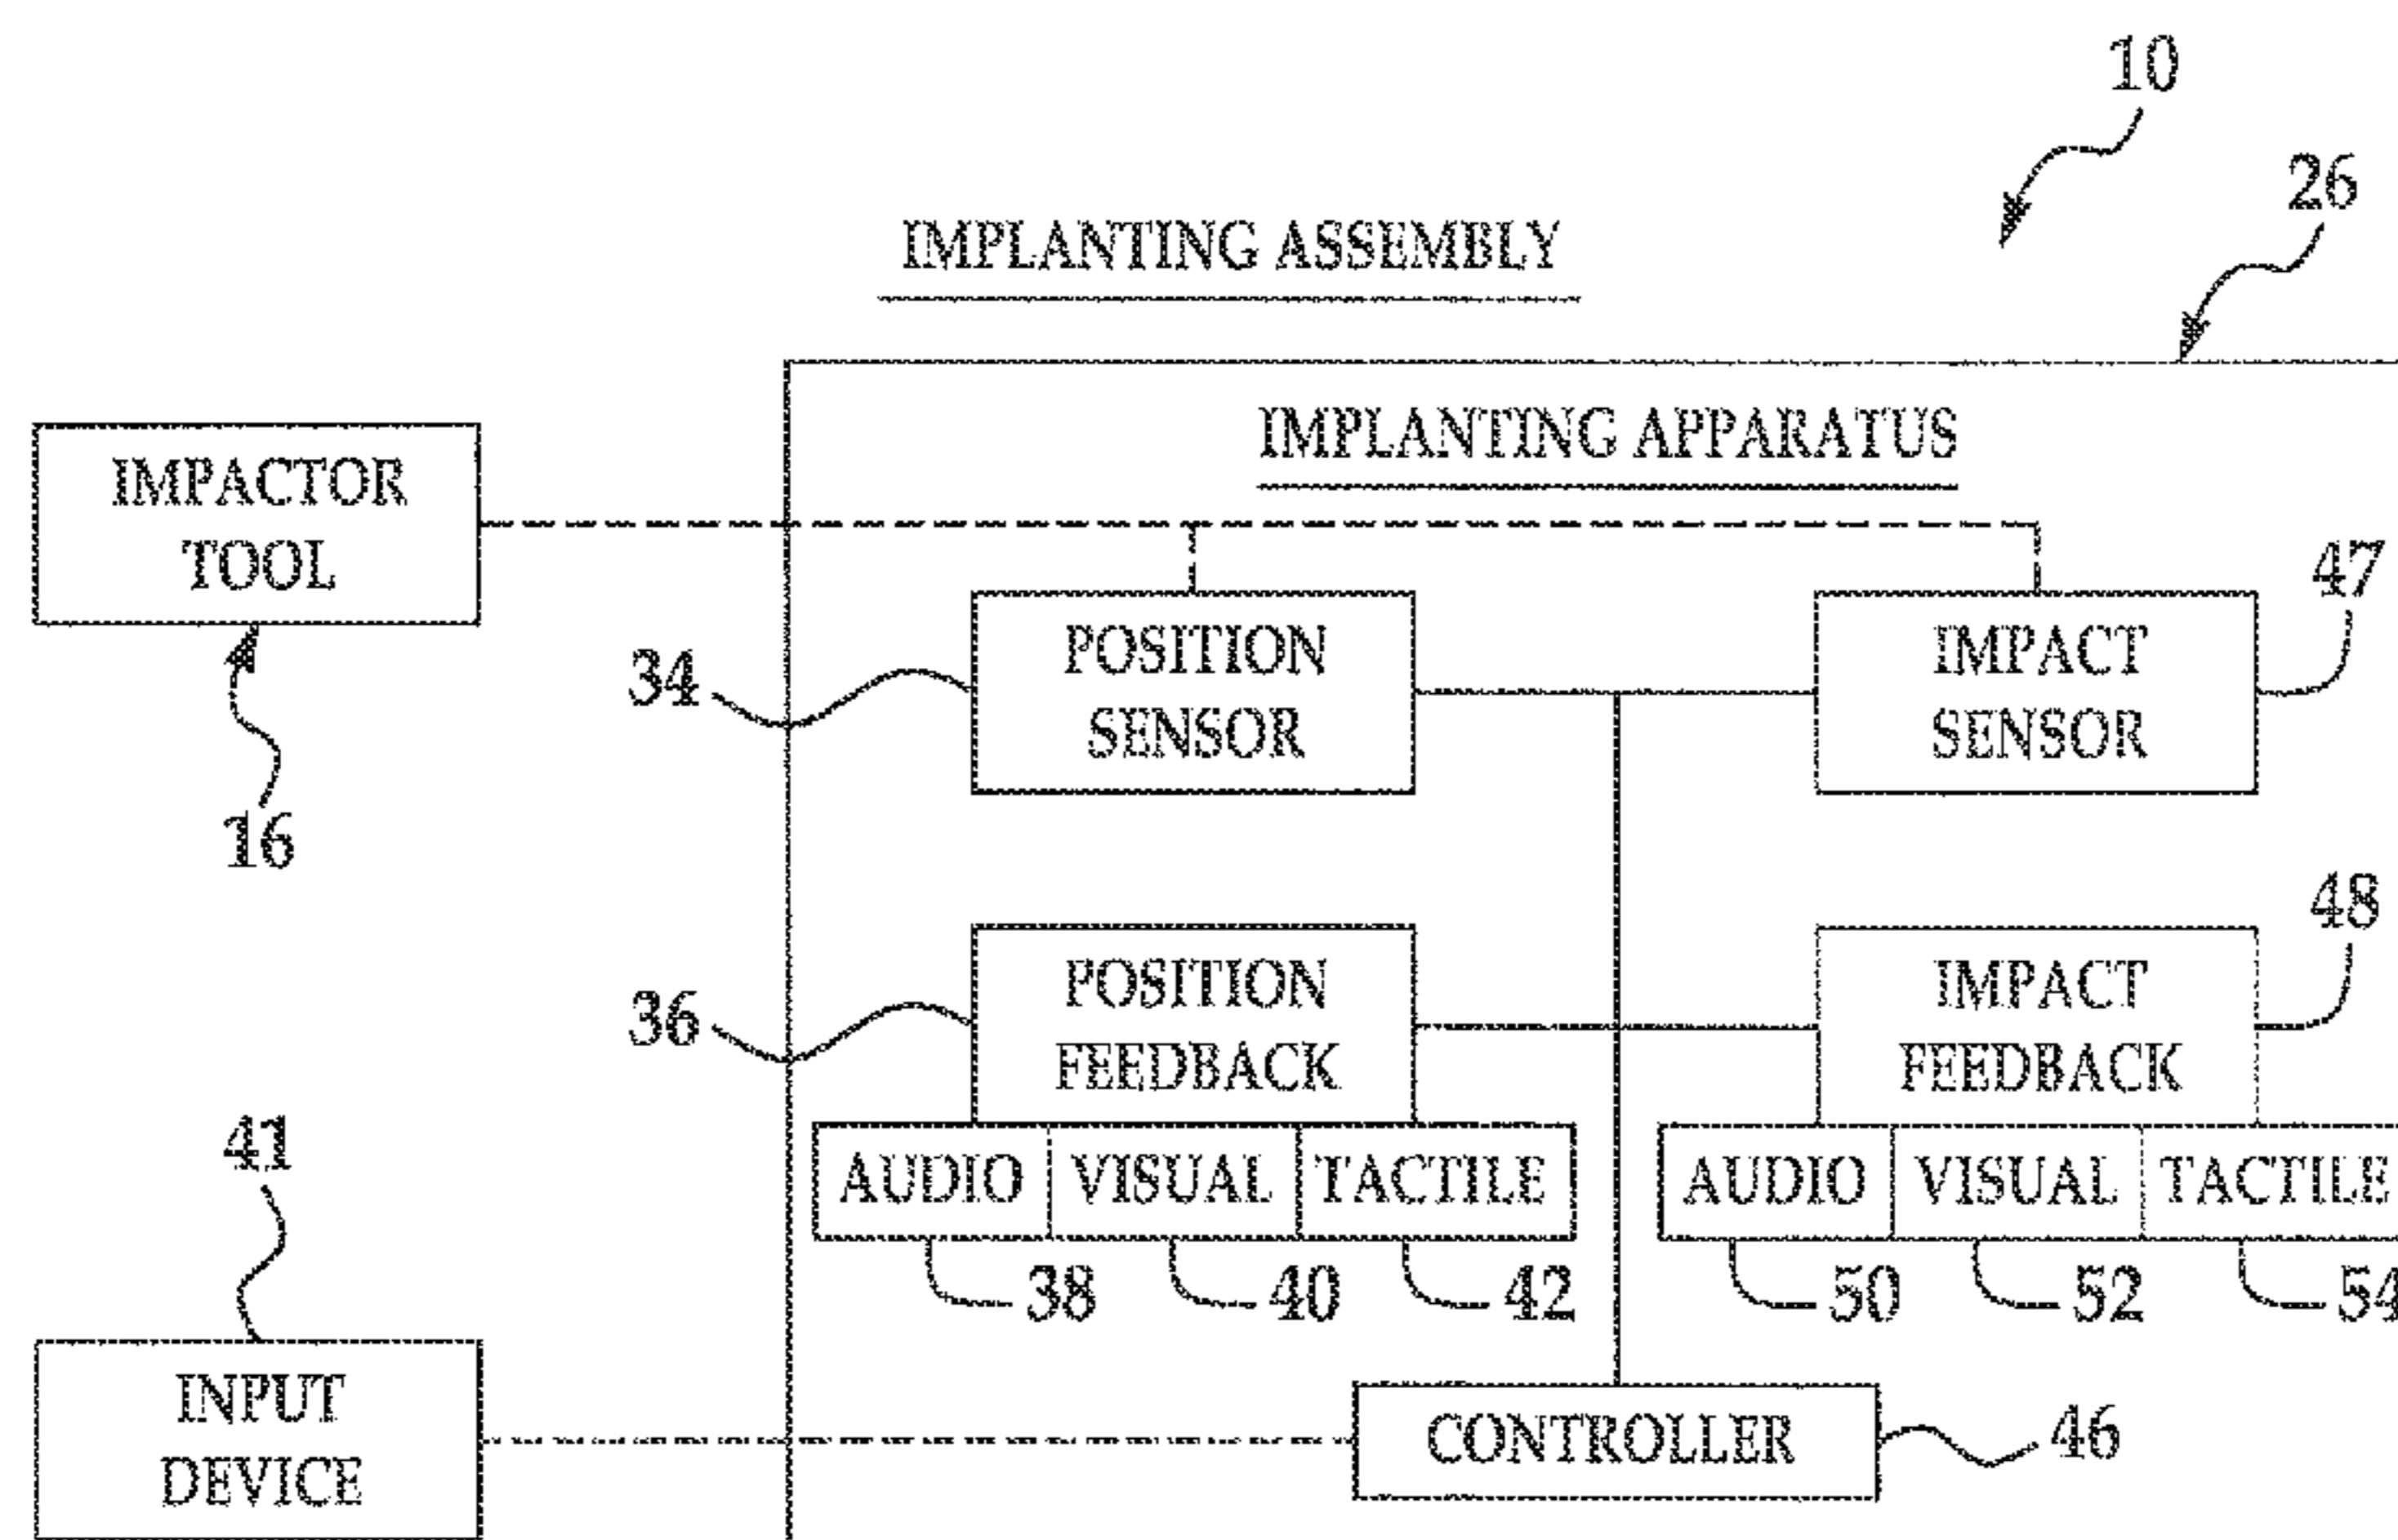 10
26
IMPLANTING ASSEMBLY
IMPLANTING APPARATUS
IMPACTOR
TOOL
16
34
POSITION
SENSOR
IMPACT
SENSOR
47
36
POSITION
FEEDBACK
IMPACT
FEEDBACK
48
AUDIO VISUAL TACTILE
38 40 42
AUDIO VISUAL TACTILE
50 52 54
41
INPUT
DEVICE
CONTROLLER
46